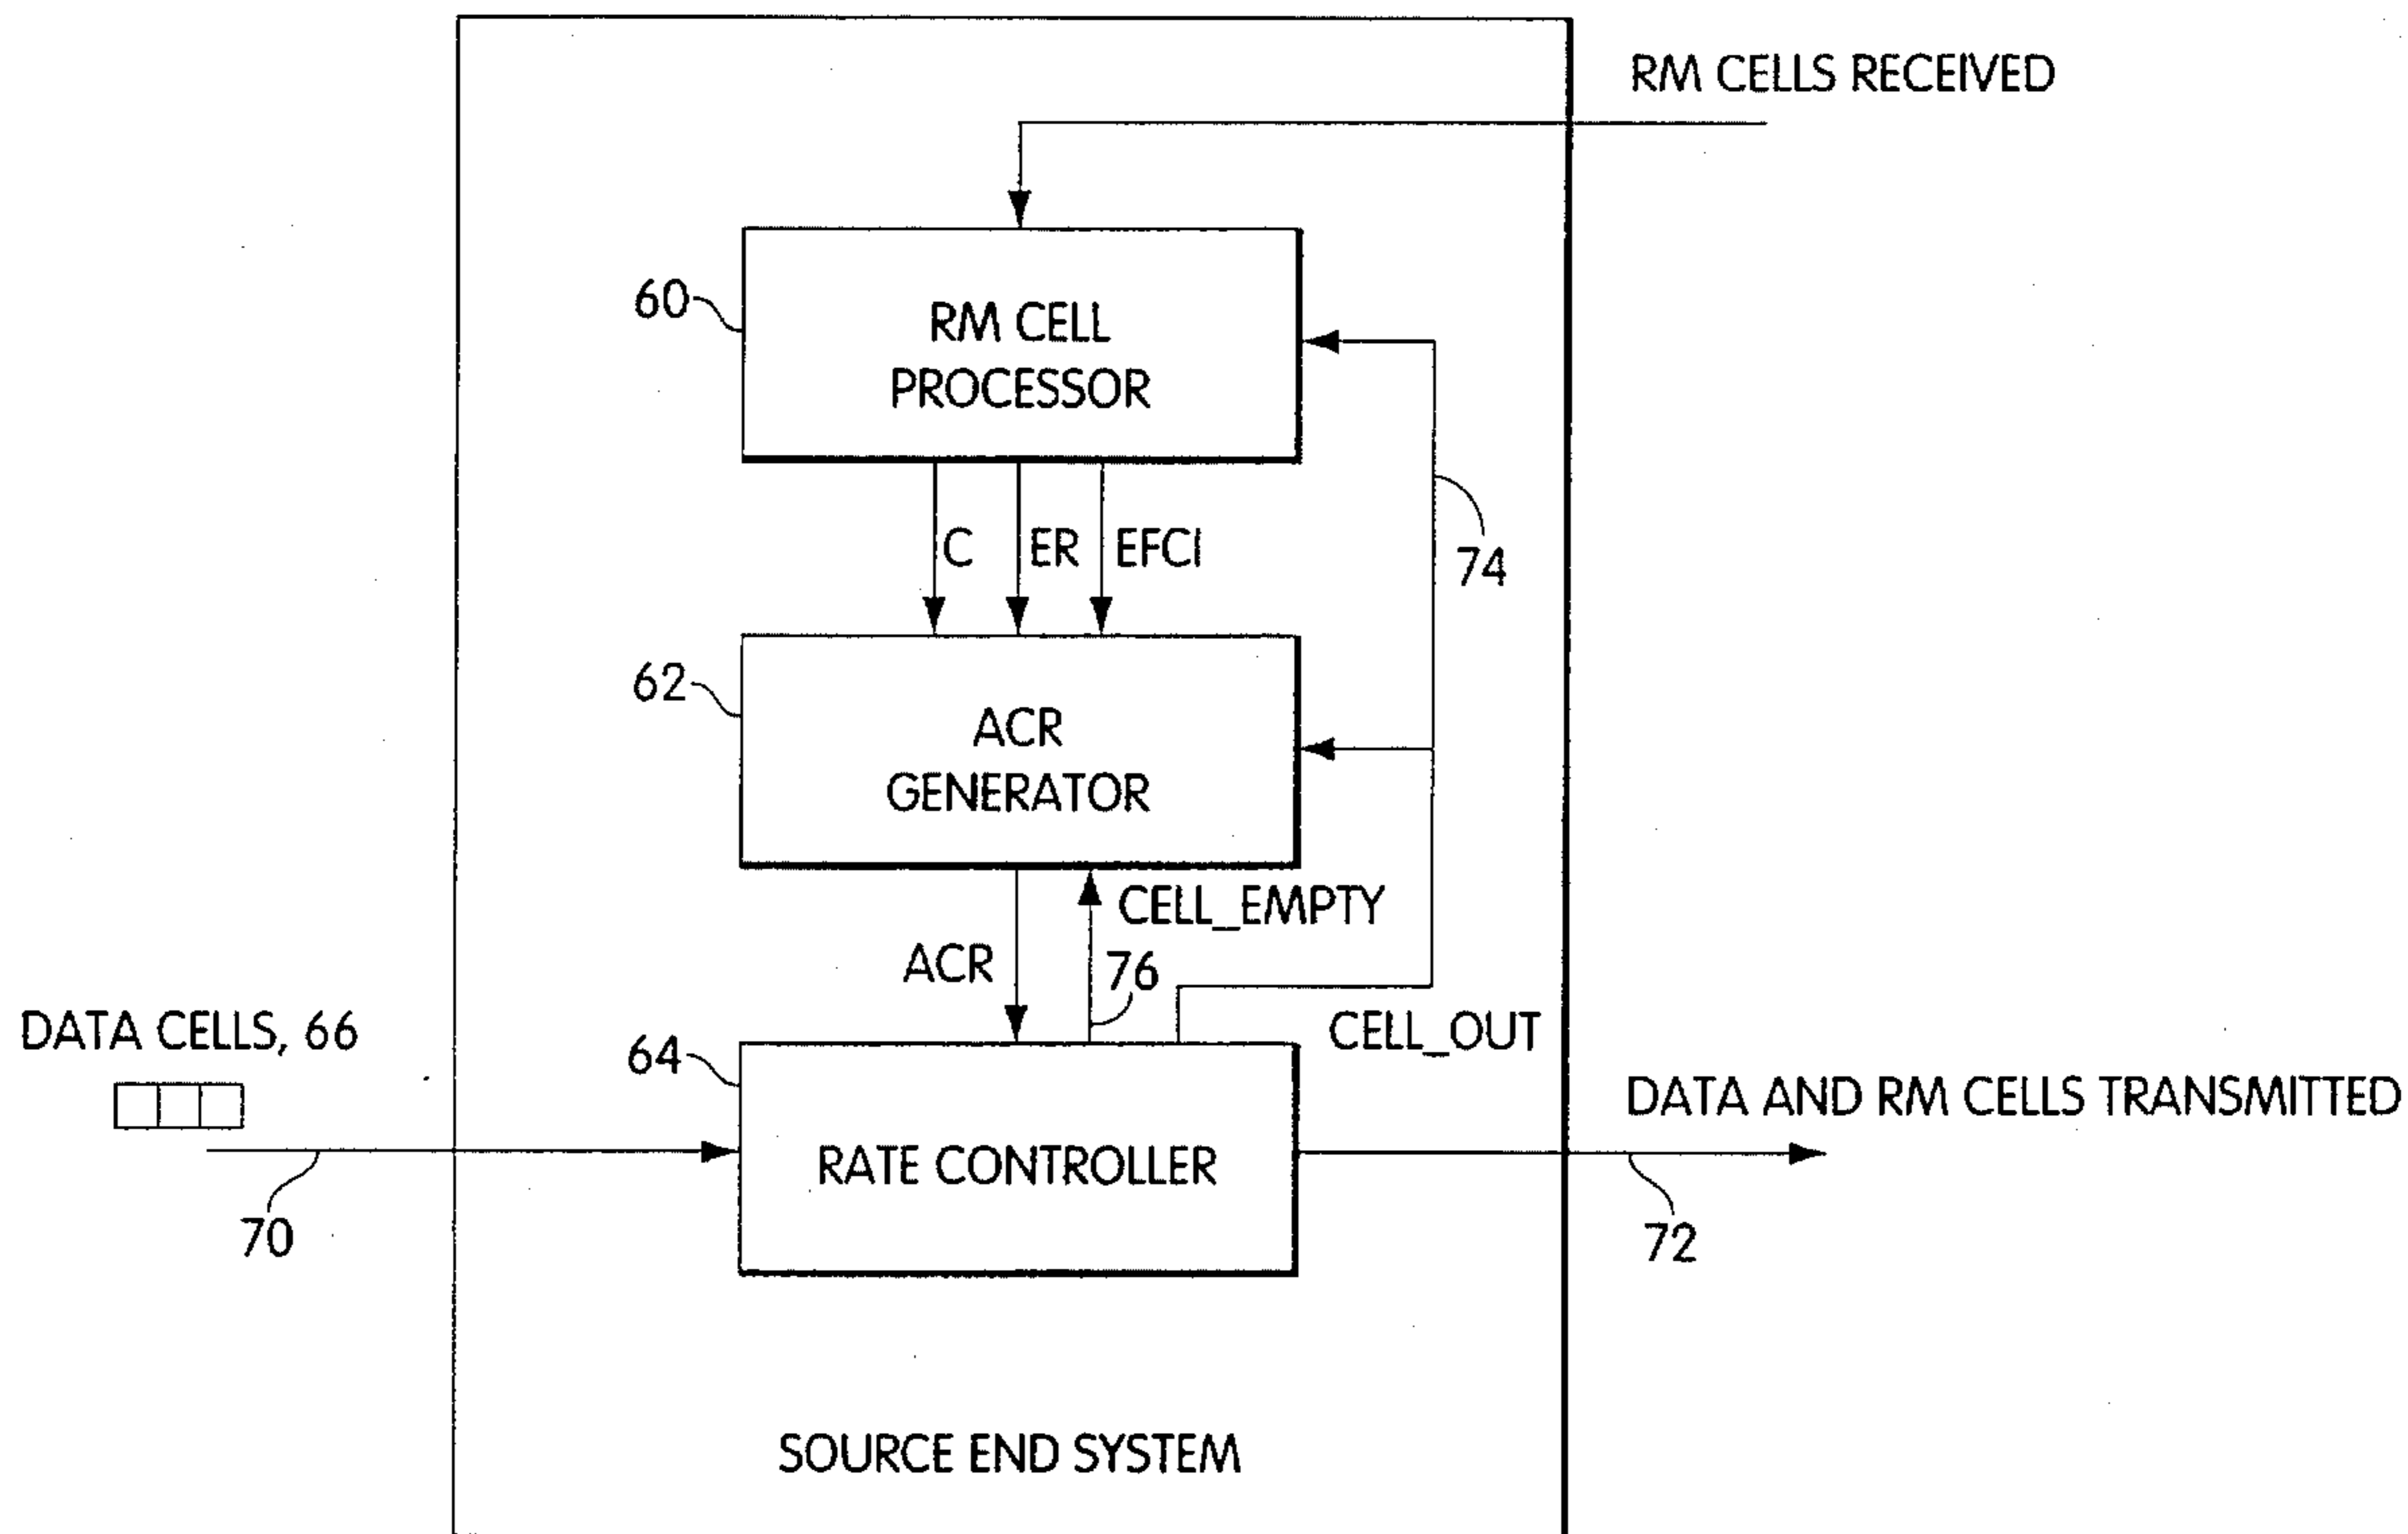 RM CELLS RECEIVED
60
RM CELL
PROCESSOR
C
ER
EFCI
74
62
ACR
GENERATOR
CELL_EMPTY
ACR
76
DATA CELLS, 66
64
CELL_OUT
DATA AND RM CELLS TRANSMITTED
RATE CONTROLLER
70
72
SOURCE END SYSTEM